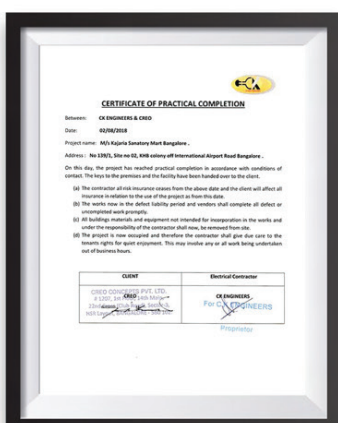 CERTIFICATE OF PRACTICAL COMPLETION
Between: CK ENGINEERS & CREO
Date: 02/08/2018
Project name: M/s Kajaria Sanatory Mart Bangalore .
Address : No 139/1, Site no 02, KHB colony off International Airport Road Bangalore .
On this day, the project has reached practical completion in accordance with conditions of
contact. The keys to the premises and the facility have been handed over to the client.
(a) The contractor all risk insurance ceases from the above date and the client will affect all
insurance in relation to the use of the project as from this date.
(b) The works now in the defect liability period and venders shall complete all defect or
uncompleted work promptly.
(c) All buildings materials and equipment not intended for incorporation in the works and
under the responsibility of the contractor shall now, be removed from site.
(d) The project is now occupied and therefore the contractor shall give due care to the
tenants rights for quiet enjoyment. This may involve any or all work being undertaken
out of business hours.
CLIENT Electrical Contractor
CREO CONCEPTS PVT. LTD.
CREO
CK ENGINEERS
For C K ENGINEERS
Proprietor